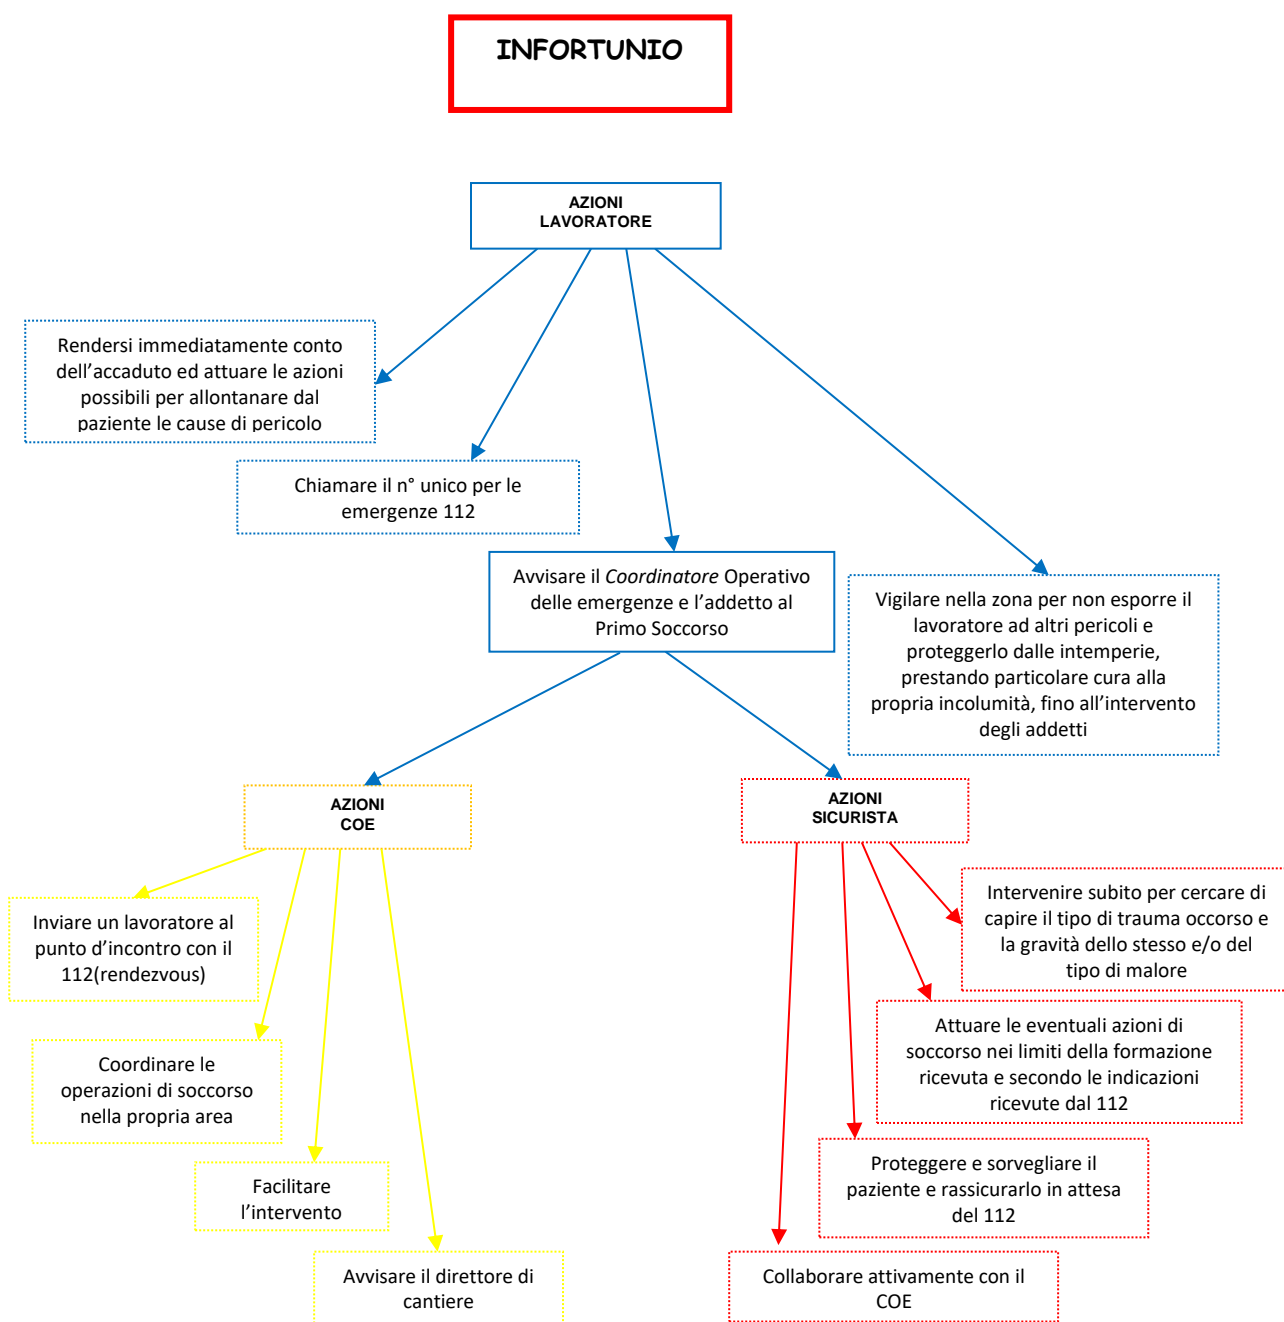 INFORTUNIO
AZIONI
LAVORATORE
Rendersi immediatamente conto
dell'accaduto ed attuare le azioni
possibili per allontanare dal
paziente le cause di pericolo
Chiamare il n° unico per le
emergenze 112
Avvisare il Coordinatore Operativo
delle emergenze e l'addetto al
Primo Soccorso
Vigilare nella zona per non esporre il
lavoratore ad altri pericoli e
proteggerlo dalle intemperie,
prestando particolare cura alla
propria incolumità, fino all'intervento
degli addetti
AZIONI
COE
AZIONI
SICURISTA
Inviare un lavoratore al
punto d'incontro con il
112(rendezvous)
Coordinare le
operazioni di soccorso
nella propria area
Facilitare
l'intervento
Avvisare il direttore di
cantiere
Intervenire subito per cercare di
capire il tipo di trauma occorso e
la gravità dello stesso e/o del
tipo di malore
Attuare le eventuali azioni di
soccorso nei limiti della formazione
ricevuta e secondo le indicazioni
ricevute dal 112
Proteggere e sorvegliare il
paziente e rassicurarlo in attesa
del 112
Collaborare attivamente con il
COE